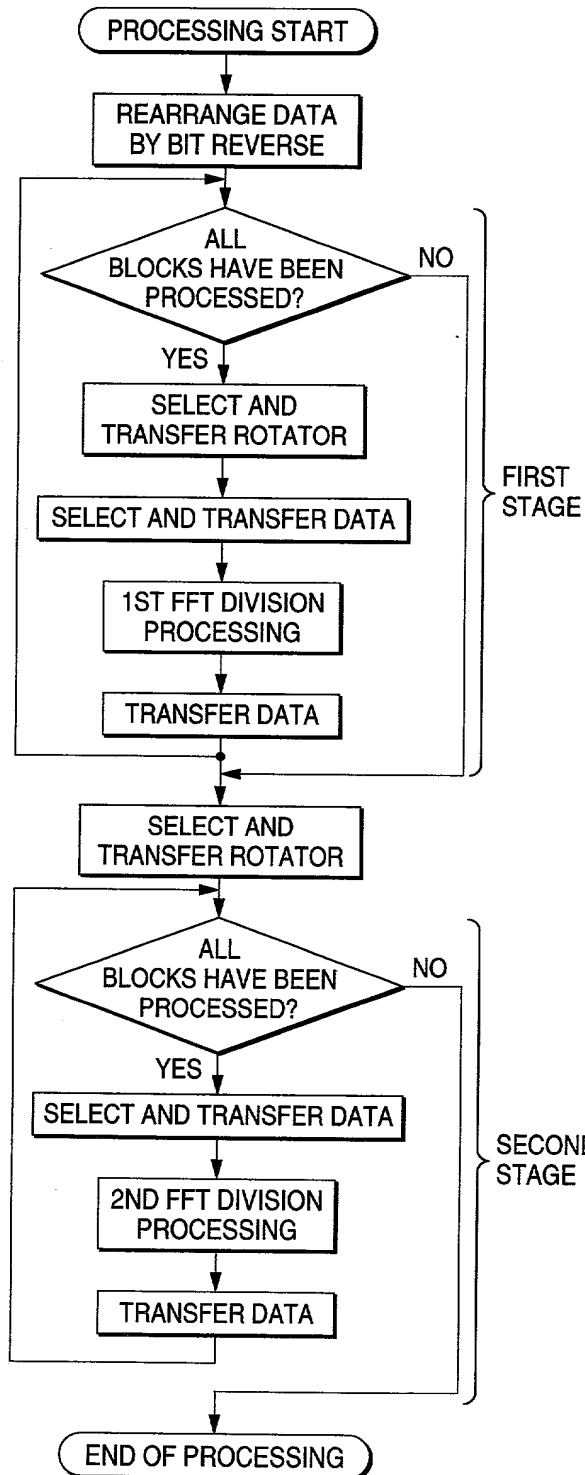 PROCESSING START
REARRANGE DATA
BY BIT REVERSE
ALL
BLOCKS HAVE BEEN
PROCESSED?
NO
YES
SELECT AND
TRANSFER ROTATOR
SELECT AND TRANSFER DATA
1ST FFT DIVISION
PROCESSING
TRANSFER DATA
FIRST
STAGE
SELECT AND
TRANSFER ROTATOR
ALL
BLOCKS HAVE BEEN
PROCESSED?
NO
YES
SELECT AND TRANSFER DATA
2ND FFT DIVISION
PROCESSING
TRANSFER DATA
SECONI
STAGE
END OF PROCESSING